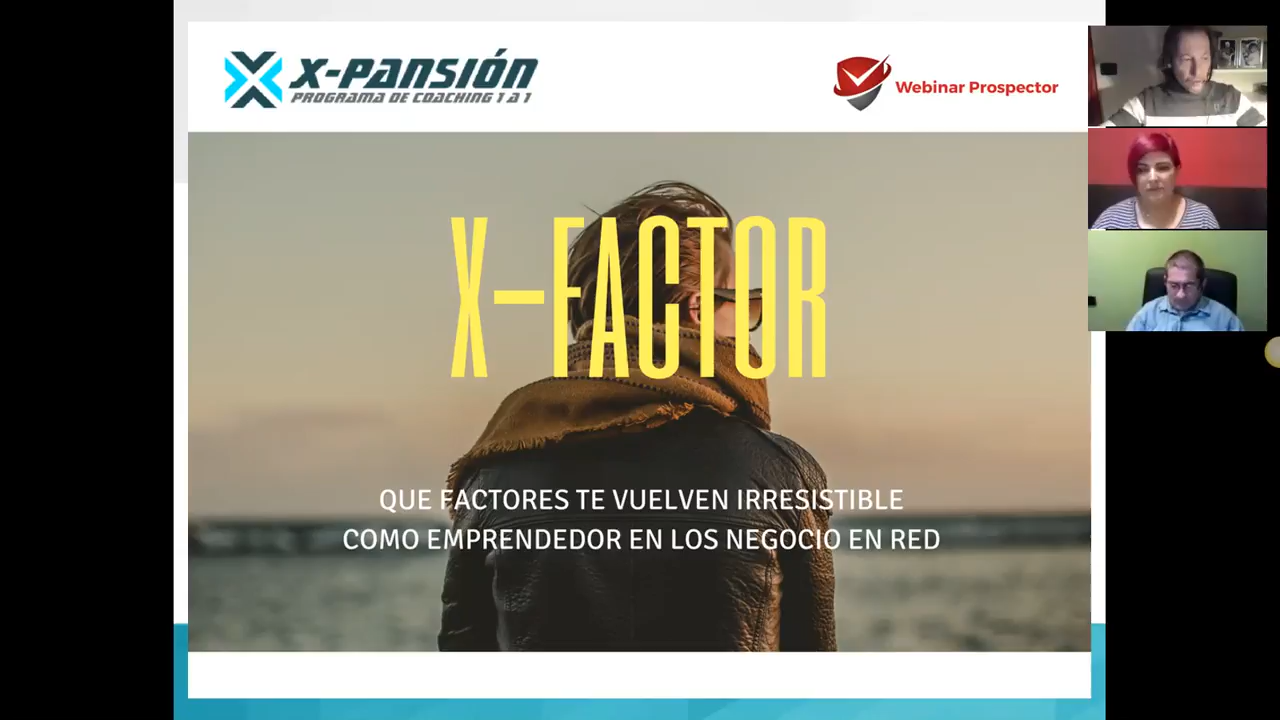 X-PANSIÓN
PROGRAMA DE COACHING 1 A 1
Webinar Prospector
X-FACTOR
QUE FACTORES TE VUELVEN IRRESISTIBLE
COMO EMPRENDEDOR EN LOS NEGOCIO EN RED